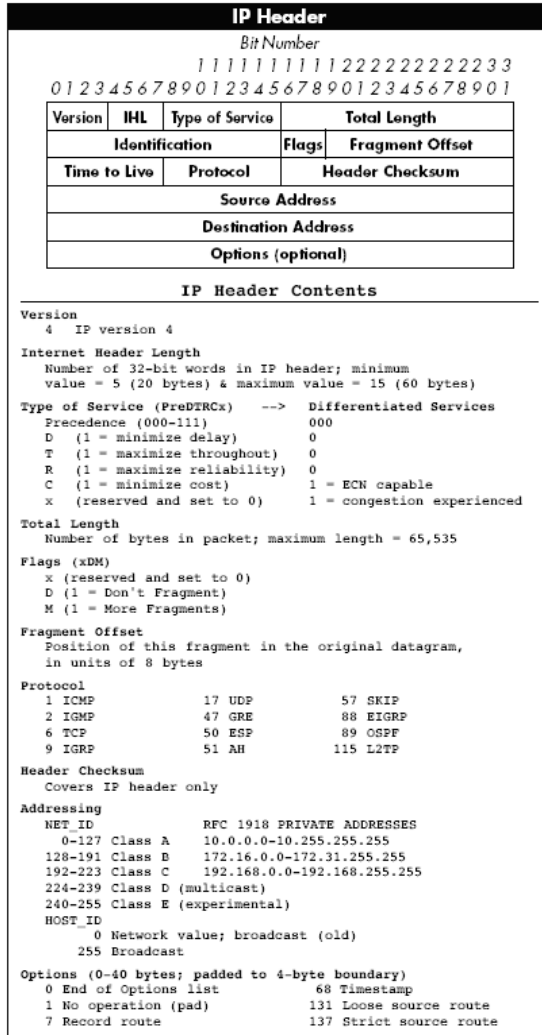 IP Header
Bit Number
1 1 1 1 1 1 1 1 1 1 2 2 2 2 2 2 2 2 2 2 3 3
0 1 2 3 4 5 6 7 8 9 0 1 2 3 4 5 6 7 8 9 0 1 2 3 4 5 6 7 8 9 0 1
Version IHL Type of Service Total Length
Identification Flags Fragment Offset
Time to Live Protocol Header Checksum
Source Address
Destination Address
Options (optional)
IP Header Contents
Version
4 IP version 4
Internet Header Length
Number of 32-bit words in IP header; minimum
value = 5 (20 bytes) & maximum value = 15 (60 bytes)
Type of Service (PreDTRCx) --> Differentiated Services
Precedence (000-111) 000
D (1 = minimize delay) 0
T (1 = maximize throughout) 0
R (1 = maximize reliability) 0
C (1 = minimize cost) 1 = ECN capable
x (reserved and set to 0) 1 = congestion experienced
Total Length
Number of bytes in packet; maximum length = 65,535
Flags (xDM)
x (reserved and set to 0)
D (1 = Don't Fragment)
M (1 = More Fragments)
Fragment Offset
Position of this fragment in the original datagram,
in units of 8 bytes
Protocol
1 ICMP 17 UDP 57 SKIP
2 IGMP 47 GRE 88 EIGRP
6 TCP 50 ESP 89 OSPF
9 IGRP 51 AH 115 L2TP
Header Checksum
Covers IP header only
Addressing
NET_ID RFC 1918 PRIVATE ADDRESSES
0-127 Class A 10.0.0.0-10.255.255.255
128-191 Class B 172.16.0.0-172.31.255.255
192-223 Class C 192.168.0.0-192.168.255.255
224-239 Class D (multicast)
240-255 Class E (experimental)
HOST_ID
0 Network value; broadcast (old)
255 Broadcast
Options (0-40 bytes; padded to 4-byte boundary)
0 End of Options list 68 Timestamp
1 No operation (pad) 131 Loose source route
7 Record route 137 Strict source route